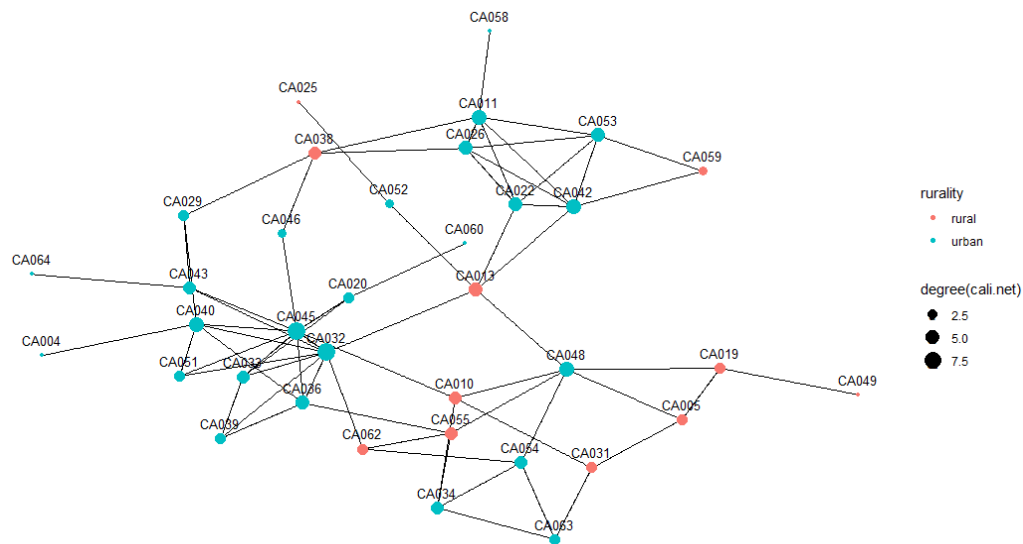 CA058
CA025
CA011
CA053
CA038
CA026
CA059
CA052
CA022
CA042
CA029
CA046
CA060
CA064
CA043
CA020
CA013
CA040
CA045
CA004
CA032
CA051
CA033
CA048
CA019
CA036
CA010
CA049
CA039
CA055
CA005
CA062
CA054
CA031
CA034
CA063
rurality
rural
urban
degree(cali.net)
2.5
5.0
7.5